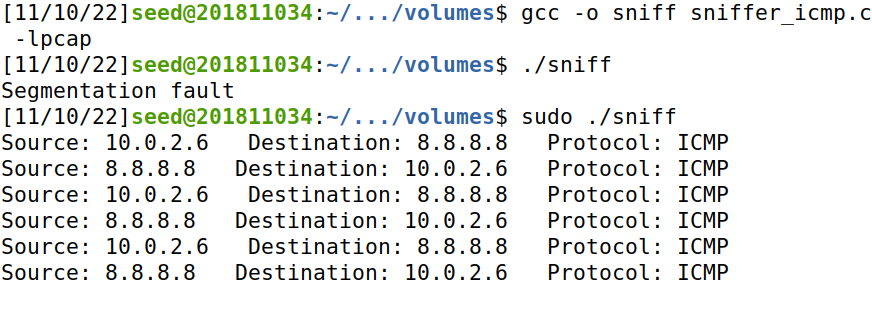 [11/10/22]seed@201811034:~/.../volumes$ gcc -o sniff sniffer_icmp.c
 -lpcap
[11/10/22]seed@201811034:~/.../volumes$ ./sniff
Segmentation fault
[11/10/22]seed@201811034:~/.../volumes$ sudo ./sniff
Source: 10.0.2.6   Destination: 8.8.8.8   Protocol: ICMP
Source: 8.8.8.8   Destination: 10.0.2.6   Protocol: ICMP
Source: 10.0.2.6   Destination: 8.8.8.8   Protocol: ICMP
Source: 8.8.8.8   Destination: 10.0.2.6   Protocol: ICMP
Source: 10.0.2.6   Destination: 8.8.8.8   Protocol: ICMP
Source: 8.8.8.8   Destination: 10.0.2.6   Protocol: ICMP